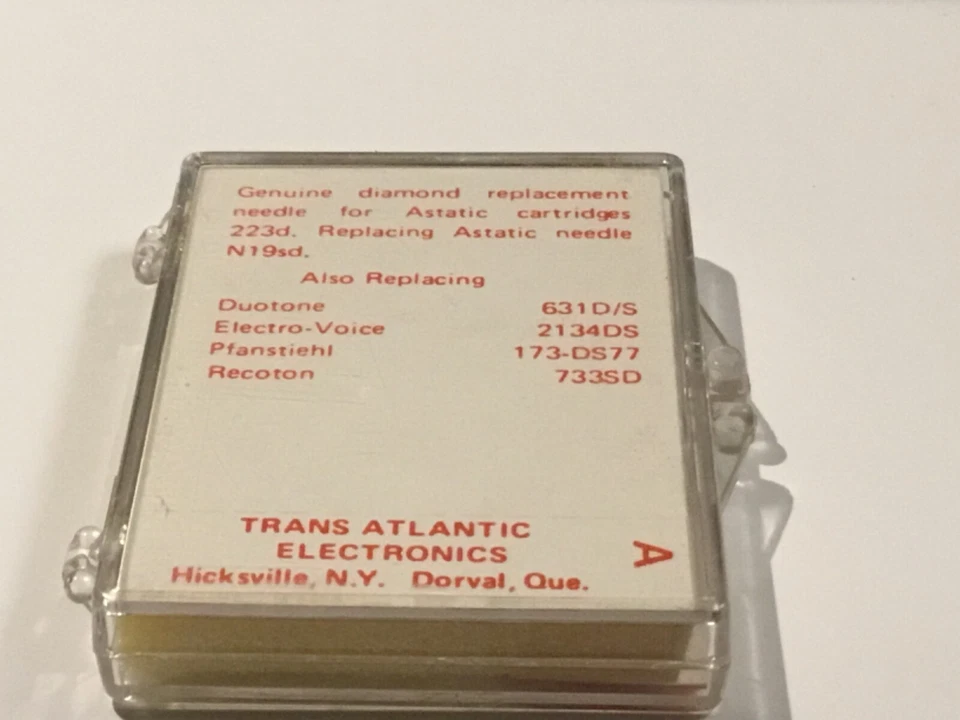 Genuine diamond replacement
needle for Astatic cartridges
223d. Replacing Astatic needle
N19sd.
Also Replacing
Duotone 631D/S
Electro-Voice 2134DS
Pfanstiehl 173-DS77
Recoton 733SD
TRANS ATLANTIC
ELECTRONICS
A
Hicksville, N.Y. Dorval, Que.